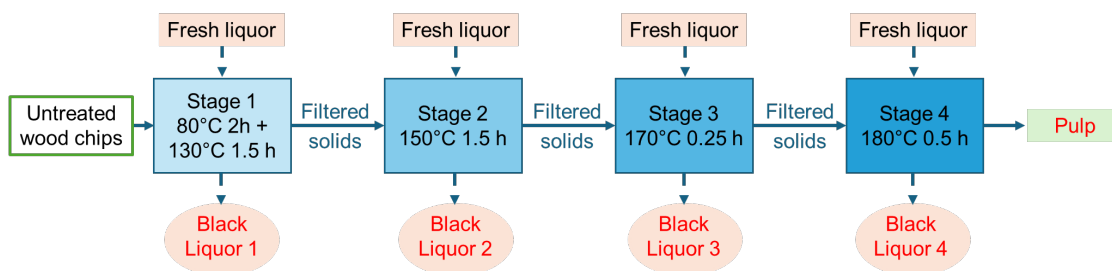 Fresh liquor
Fresh liquor
Fresh liquor
Fresh liquor
Untreated
wood chips
Stage 1
80°C 2h +
130°C 1.5 h
Filtered
solids
Stage 2
150°C 1.5 h
Filtered
solids
Stage 3
170°C 0.25 h
Filtered
solids
Stage 4
180°C 0.5 h
Pulp
Black
Liquor 1
Black
Liquor 2
Black
Liquor 3
Black
Liquor 4